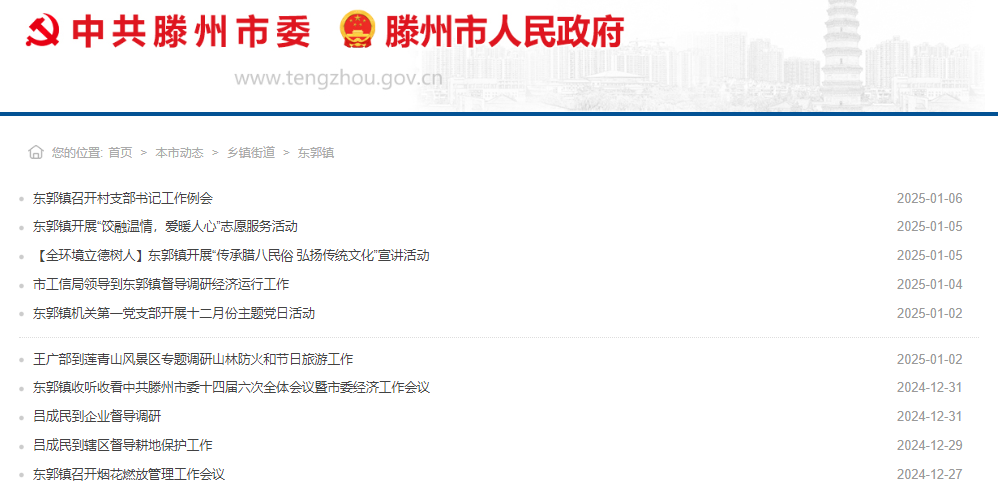 中共滕州市委 滕州市人民政府
www.tengzhou.gov.cn
您的位置: 首页 > 本市动态 > 乡镇街道 > 东郭镇
东郭镇召开村支部书记工作例会 2025-01-06
东郭镇开展“饺融温情，爱暖人心”志愿服务活动 2025-01-05
【全环境立德树人】东郭镇开展“传承腊八民俗 弘扬传统文化”宣讲活动 2025-01-05
市工信局领导到东郭镇督导调研经济运行工作 2025-01-04
东郭镇机关第一党支部开展十二月份主题党日活动 2025-01-02
王广部到莲青山风景区专题调研山林防火和节日旅游工作 2025-01-02
东郭镇收听收看中共滕州市委十四届六次全体会议暨市委经济工作会议 2024-12-31
吕成民到企业督导调研 2024-12-31
吕成民到辖区督导耕地保护工作 2024-12-29
东郭镇召开烟花燃放管理工作会议 2024-12-27